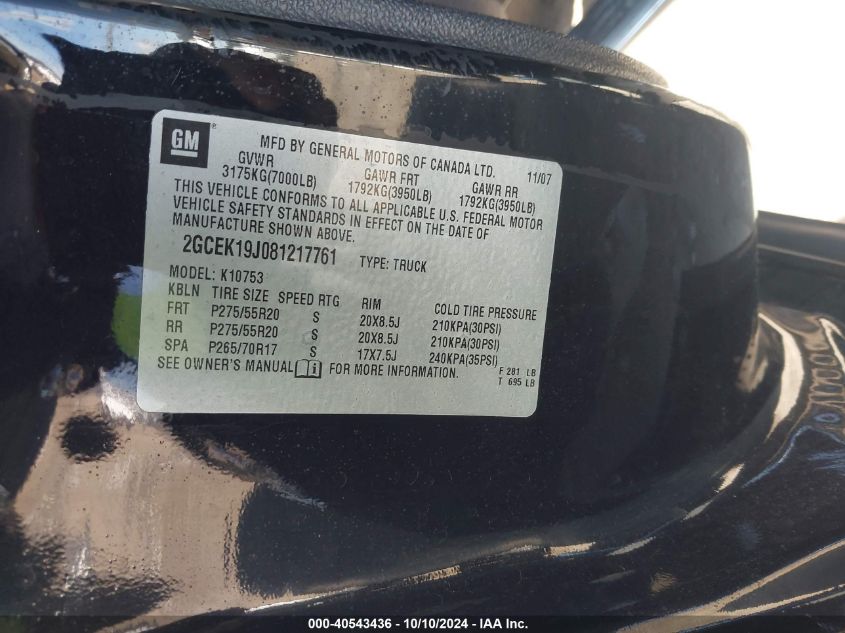 GM
MFD BY GENERAL MOTORS OF CANADA LTD. 11/07
GVWR GAWR FRT GAWR RR
3175KG(7000LB) 1792KG(3950LB) 1792KG(3950LB)
THIS VEHICLE CONFORMS TO ALL APPLICABLE U.S. FEDERAL MOTOR
VEHICLE SAFETY STANDARDS IN EFFECT ON THE DATE OF
MANUFACTURE SHOWN ABOVE.
2GCEK19J081217761 TYPE: TRUCK
MODEL: K10753
KBLN TIRE SIZE SPEED RTG RIM COLD TIRE PRESSURE
FRT P275/55R20 S 20X8.5J 210KPA(30PSI)
RR P275/55R20 S 20X8.5J 210KPA(30PSI)
SPA P265/70R17 S 17X7.5J 240KPA(35PSI)
SEE OWNER'S MANUAL FOR MORE INFORMATION.
F 281 LB
T 695 LB
000-40543436 - 10/10/2024 - IAA Inc.